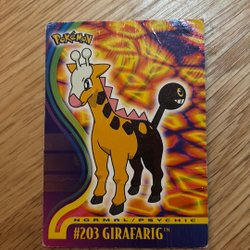 POKéMON
NORMAL/PSYCHIC
#203 GIRAFARIG™